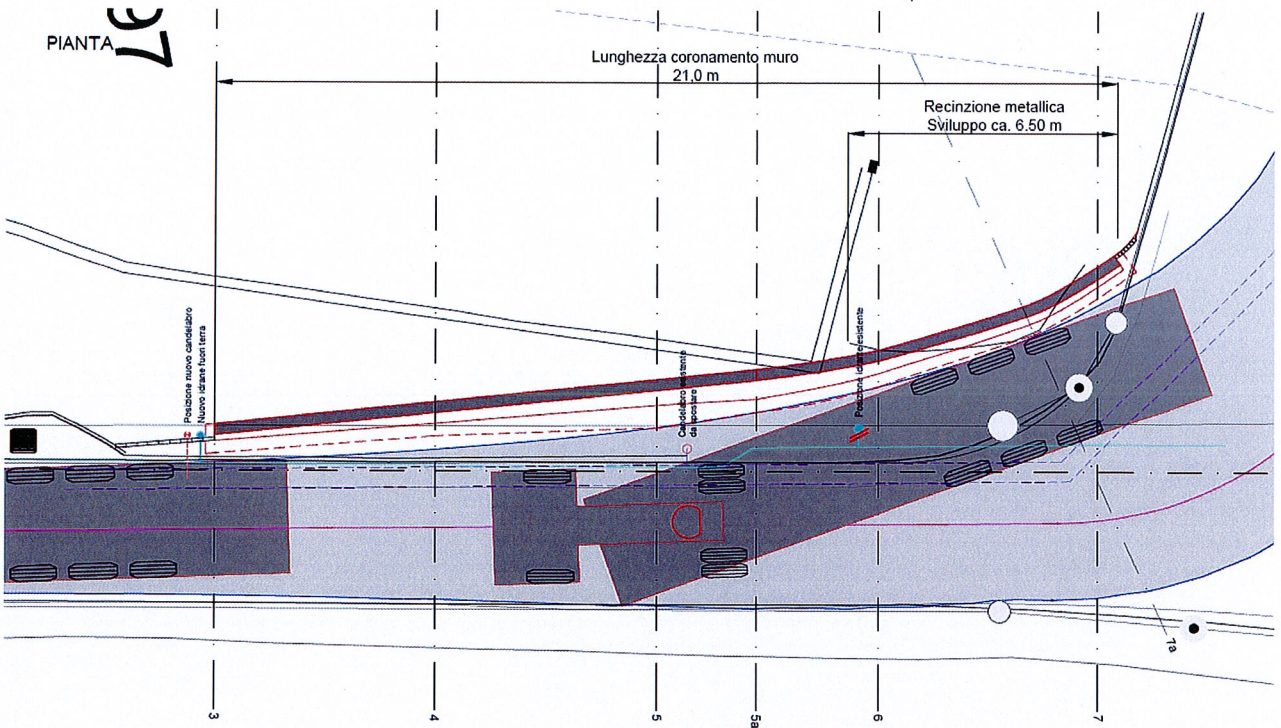 97
PIANTA
Lunghezza coronamento muro
21,0 m
Recinzione metallica
Sviluppo ca. 6.50 m
Posizione nuovo candelabro
Nuovo idrante fuori terra
Candelabro esistente
da spostare
Posizione idrante esistente
7a
3
4
5
5a
6
7